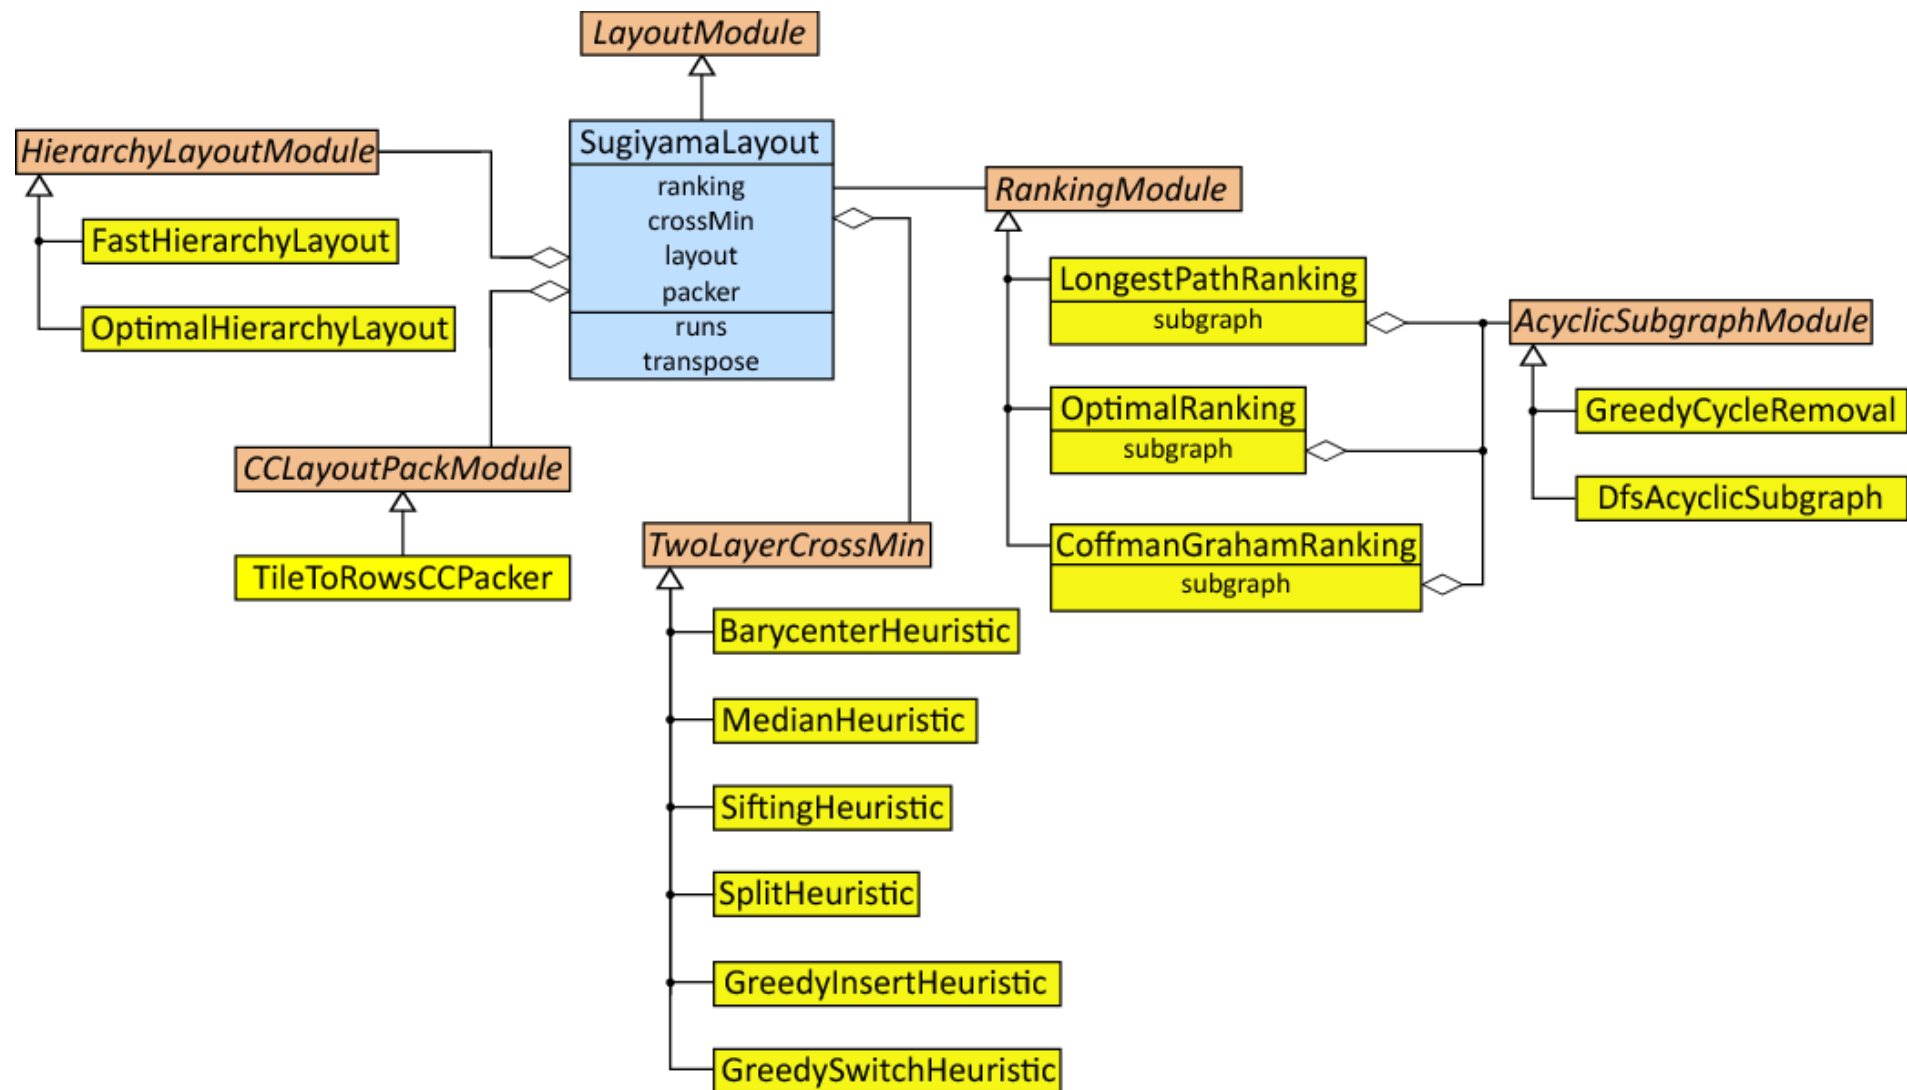 LayoutModule
SugiyamaLayout
ranking
crossMin
layout
packer
runs
transpose
HierarchyLayoutModule
FastHierarchyLayout
OptimalHierarchyLayout
CCLayoutPackModule
TileToRowsCCPacker
TwoLayerCrossMin
BarycenterHeuristic
MedianHeuristic
SiftingHeuristic
SplitHeuristic
GreedyInsertHeuristic
GreedySwitchHeuristic
RankingModule
LongestPathRanking
subgraph
OptimalRanking
subgraph
CoffmanGrahamRanking
subgraph
AcyclicSubgraphModule
GreedyCycleRemoval
DfsAcyclicSubgraph